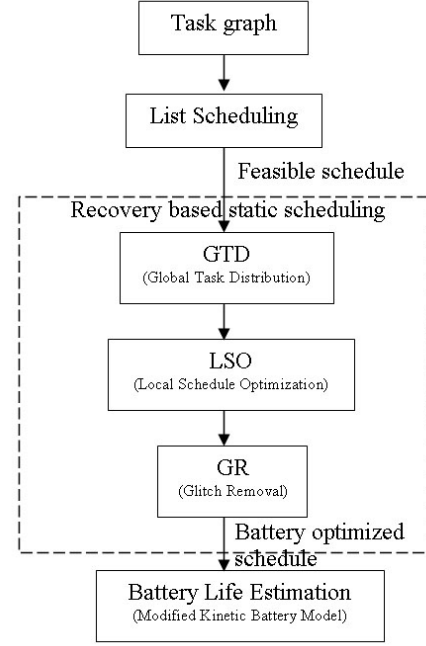 Task graph
List Scheduling
Feasible schedule
Recovery based static scheduling
GTD
(Global Task Distribution)
LSO
(Local Schedule Optimization)
GR
(Glitch Removal)
Battery optimized
schedule
Battery Life Estimation
(Modified Kinetic Battery Model)